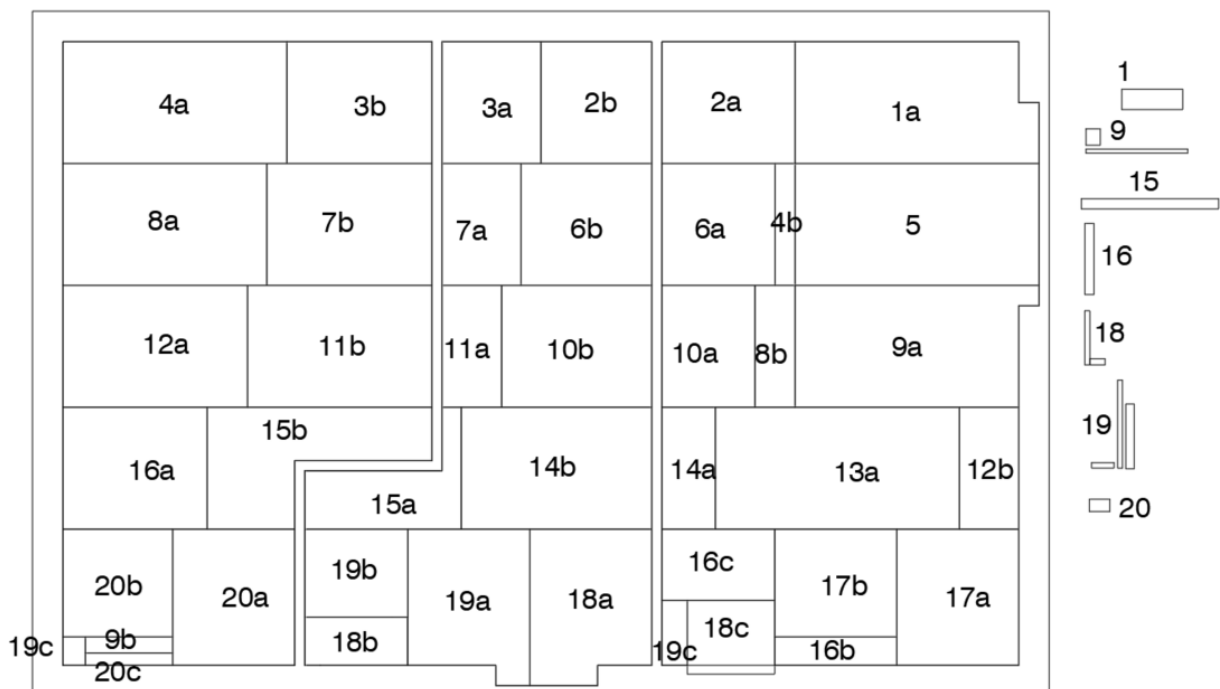 4a 3b 3a 2b 2a 1a
8a 7b 7a 6b 6a 4b 5
12a 11b 11a 10b 10a 8b 9a
16a 15b 15a 14b 14a 13a 12b
20b 20a 19b 19a 18a 16c 17b 17a
19c 9b 18b 19c 18c 16b
20c
1
9
15
16
18
19
20